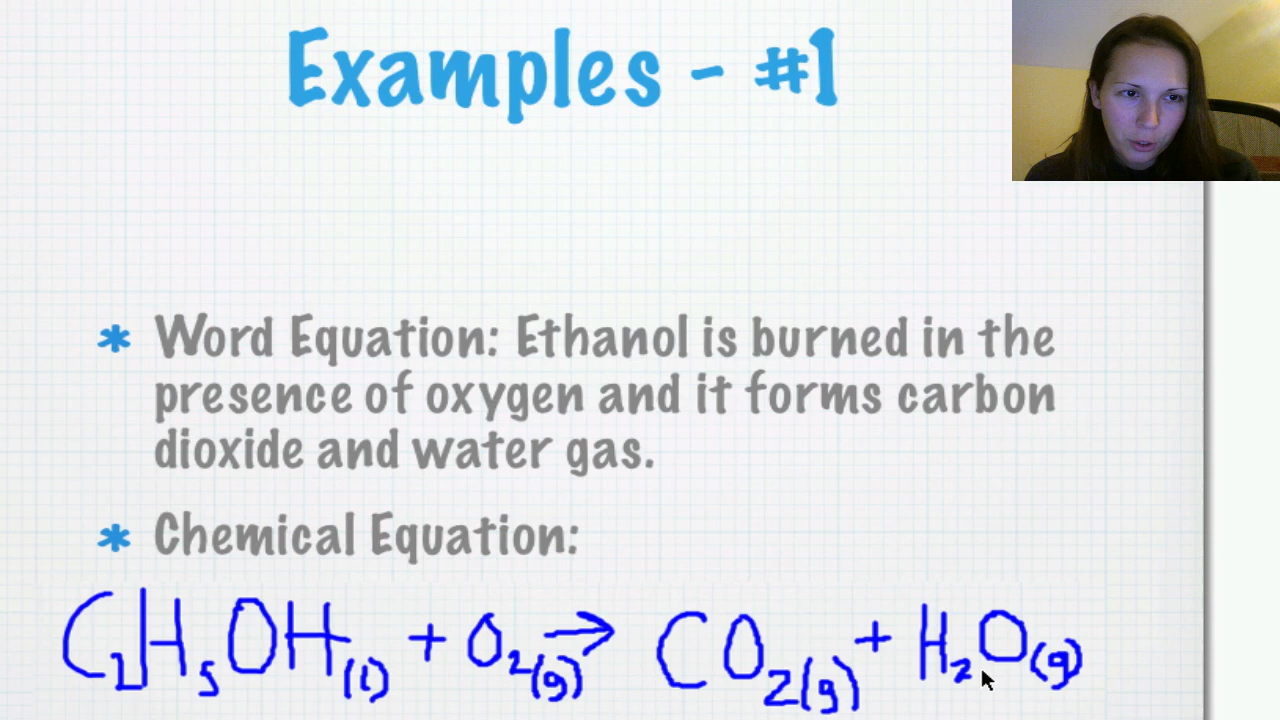 Examples - #1
* Word Equation: Ethanol is burned in the
presence of oxygen and it forms carbon
dioxide and water gas.
* Chemical Equation:
C₂H₅OH(l) + O₂(g) → CO₂(g) + H₂O(g)